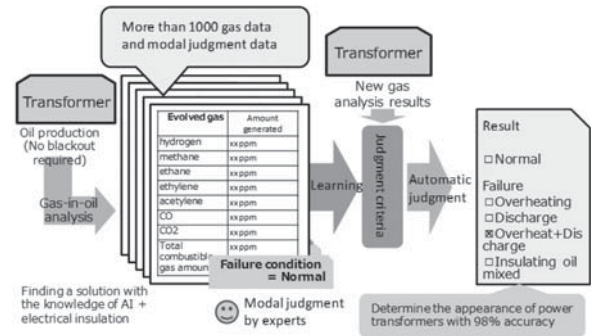 More than 1000 gas data
and modal judgment data
Transformer
Oil production
(No blackout
required)
Gas-in-oil
analysis
Evolved gas
Amount
generated
hydrogen
xxppm
methane
xxppm
ethane
xxppm
ethylene
xxppm
acetylene
xxppm
CO
xxppm
CO2
xxppm
Total
combustible
gas amount
xxppm
Failure condition
= Normal
Modal judgment
by experts
Finding a solution
with the knowledge of AI +
electrical insulation
Learning
Transformer
New gas
analysis results
Judgment criteria
Automatic
judgment
Result
□Normal
Failure
□Overheating
□Discharge
☒Overheat+Dis
charge
□Insulating oil
mixed
Determine the appearance of power
transformers with 98% accuracy